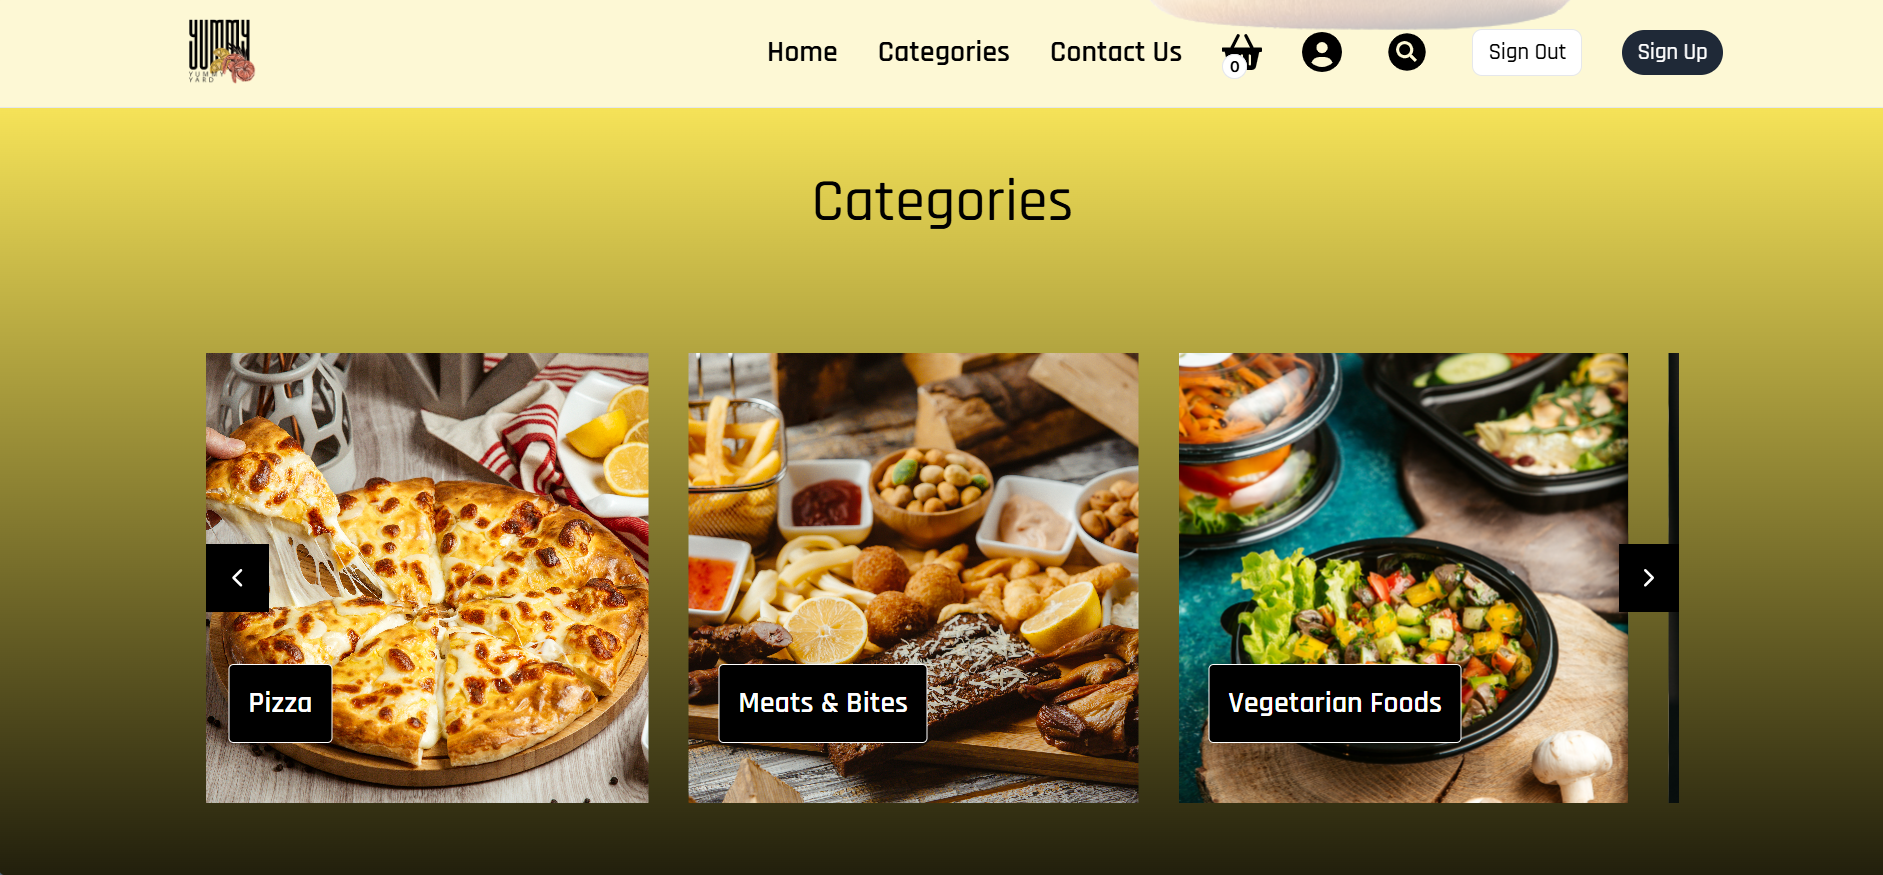 YUMMY
YUMMY
YARD
Home
Categories
Contact Us
0
Sign Out
Sign Up
Categories
Pizza
Meats & Bites
Vegetarian Foods